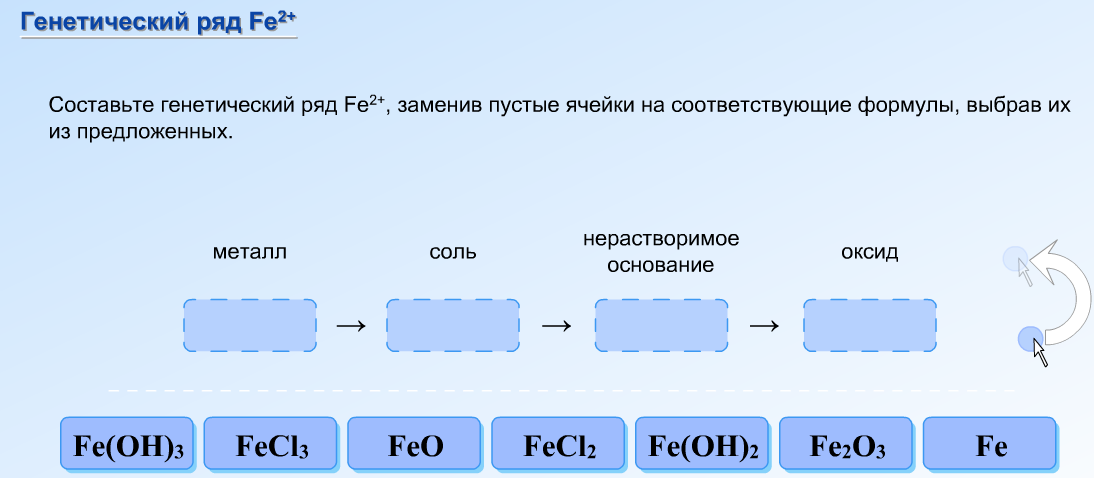 Генетический ряд Fe²⁺
Составьте генетический ряд Fe²⁺, заменив пустые ячейки на соответствующие формулы, выбрав их
из предложенных.
металл
соль
нерастворимое
основание
оксид
→ → →
Fe(OH)₃ FeCl₃ FeO FeCl₂ Fe(OH)₂ Fe₂O₃ Fe